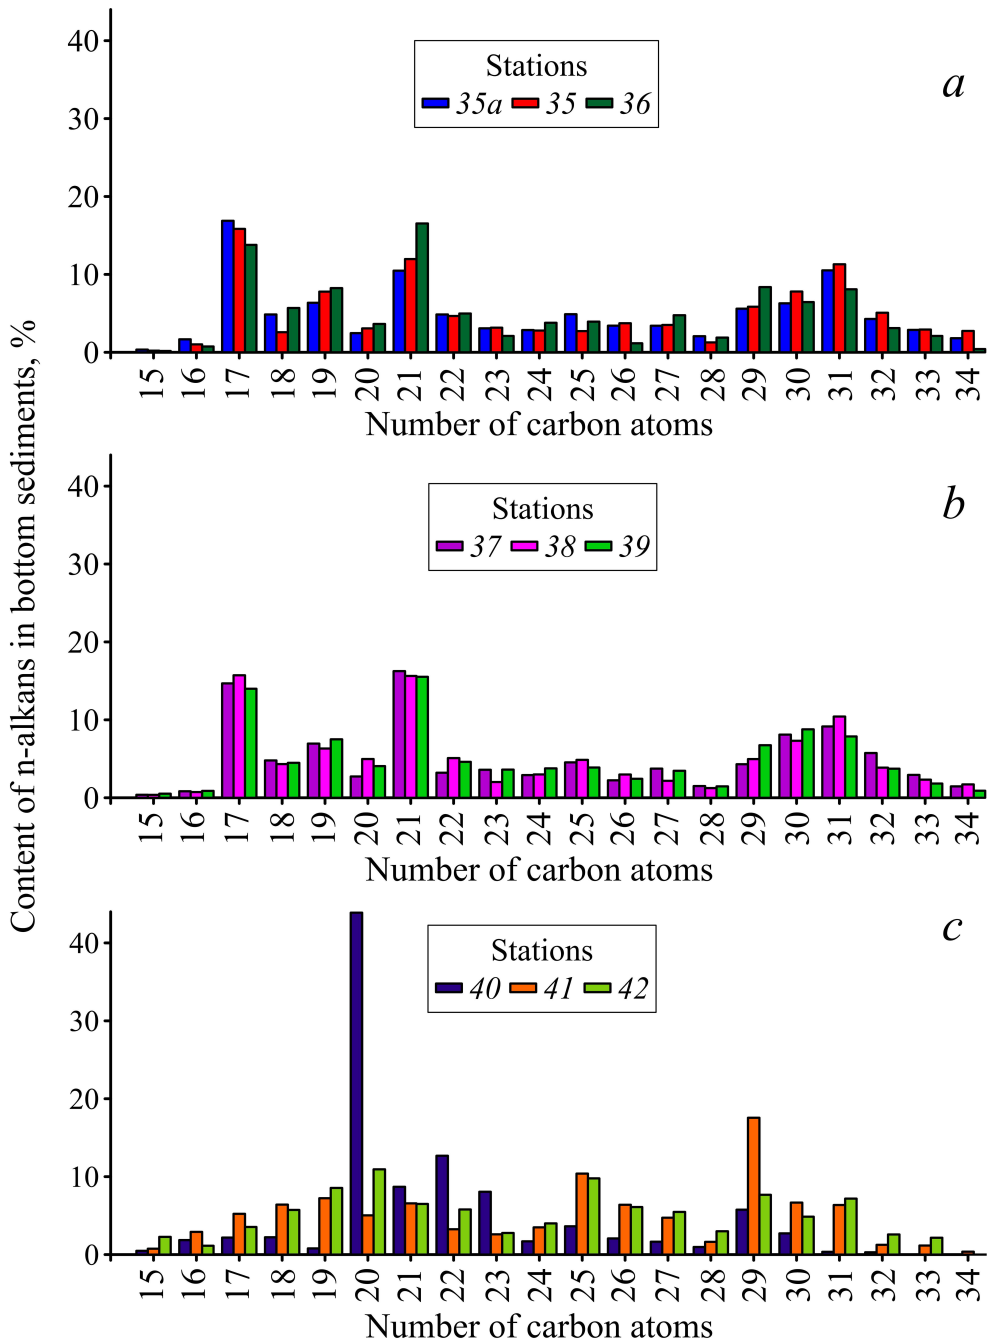 Content of n-alkans in bottom sediments, %
40
30
20
10
0
Stations
35a 35 36
a
15 16 17 18 19 20 21 22 23 24 25 26 27 28 29 30 31 32 33 34
Number of carbon atoms
40
30
20
10
0
Stations
37 38 39
b
15 16 17 18 19 20 21 22 23 24 25 26 27 28 29 30 31 32 33 34
Number of carbon atoms
40
30
20
10
0
Stations
40 41 42
c
15 16 17 18 19 20 21 22 23 24 25 26 27 28 29 30 31 32 33 34
Number of carbon atoms